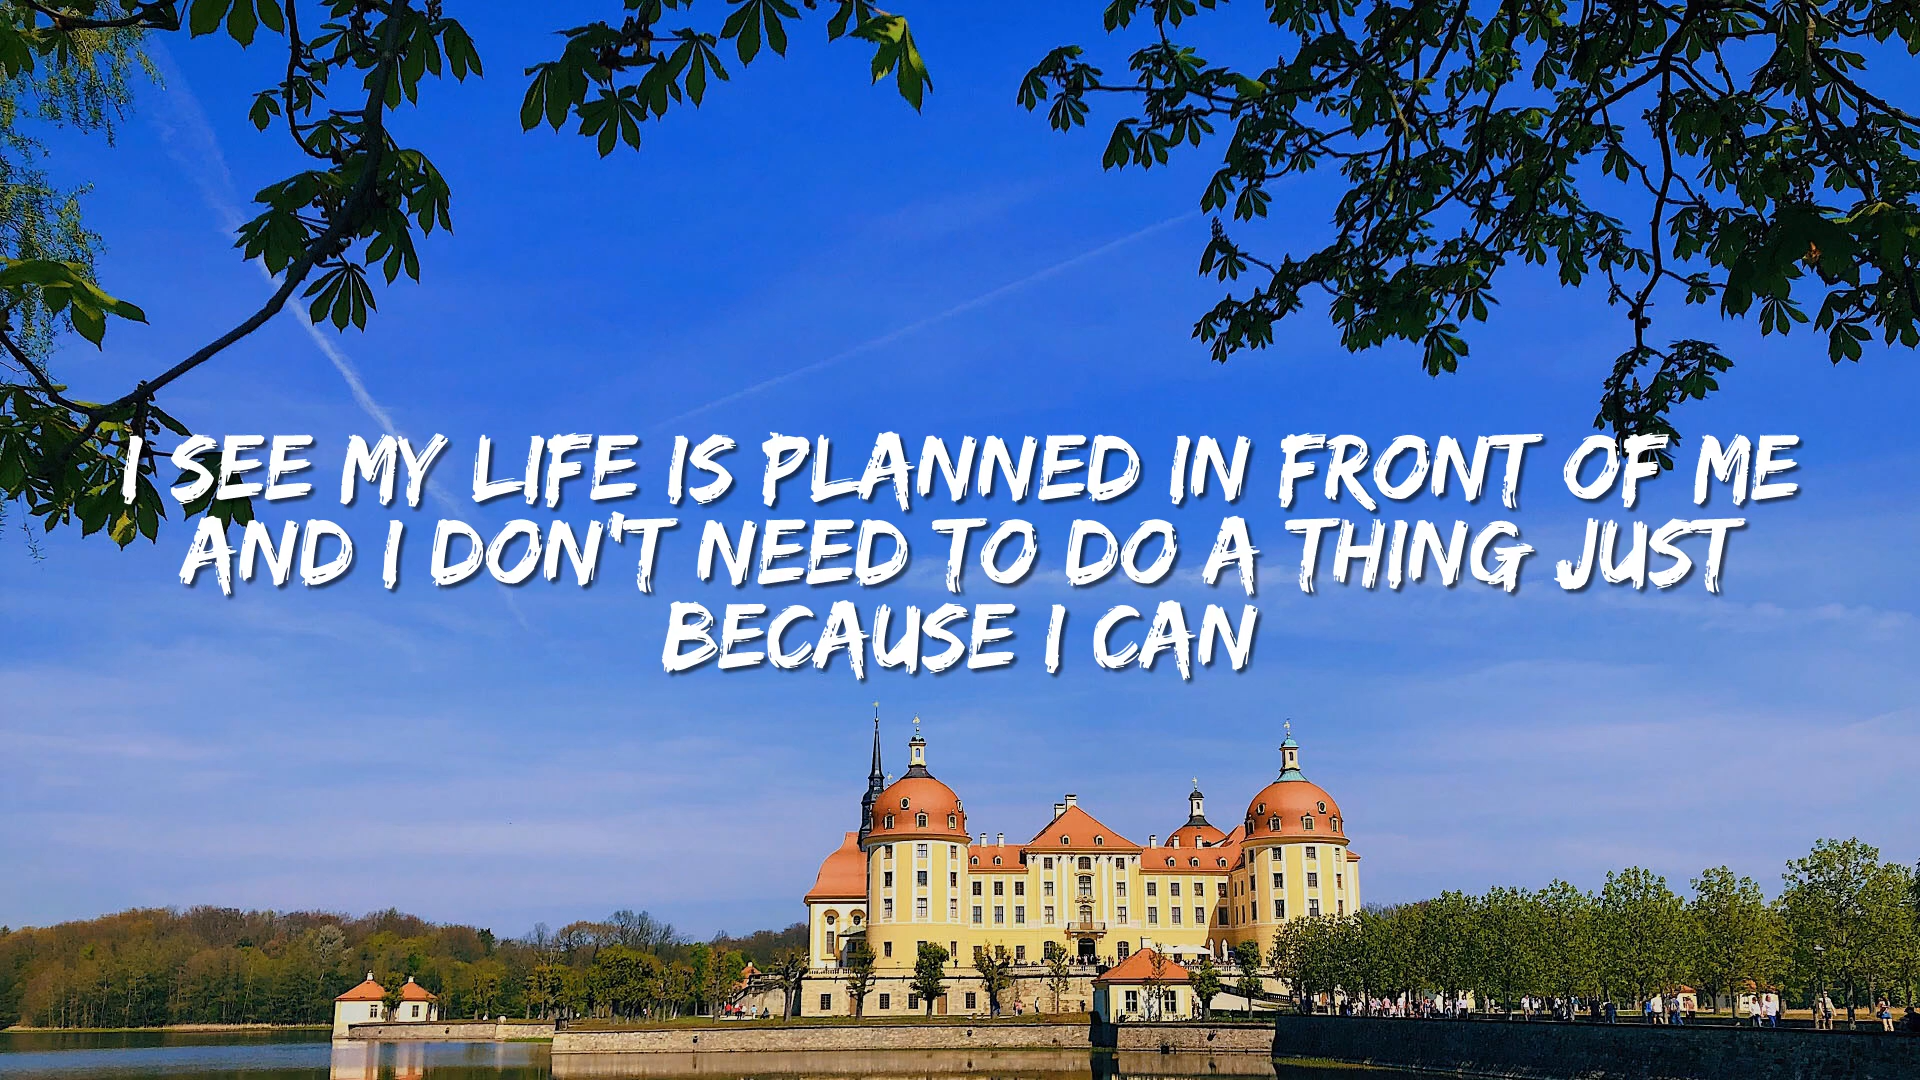 I SEE MY LIFE IS PLANNED IN FRONT OF ME
AND I DON'T NEED TO DO A THING JUST
BECAUSE I CAN